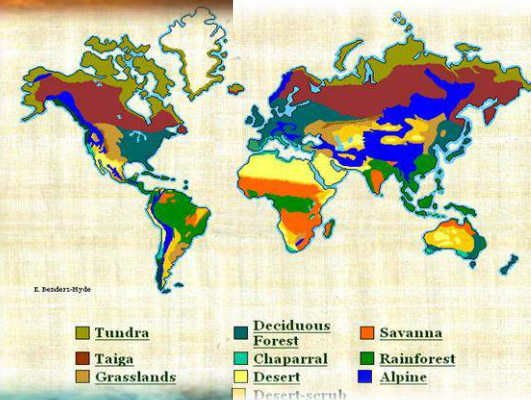 E. Benders-Hyde
Tundra
Taiga
Grasslands
Deciduous
Forest
Chaparral
Desert
Desert-scrub
Savanna
Rainforest
Alpine